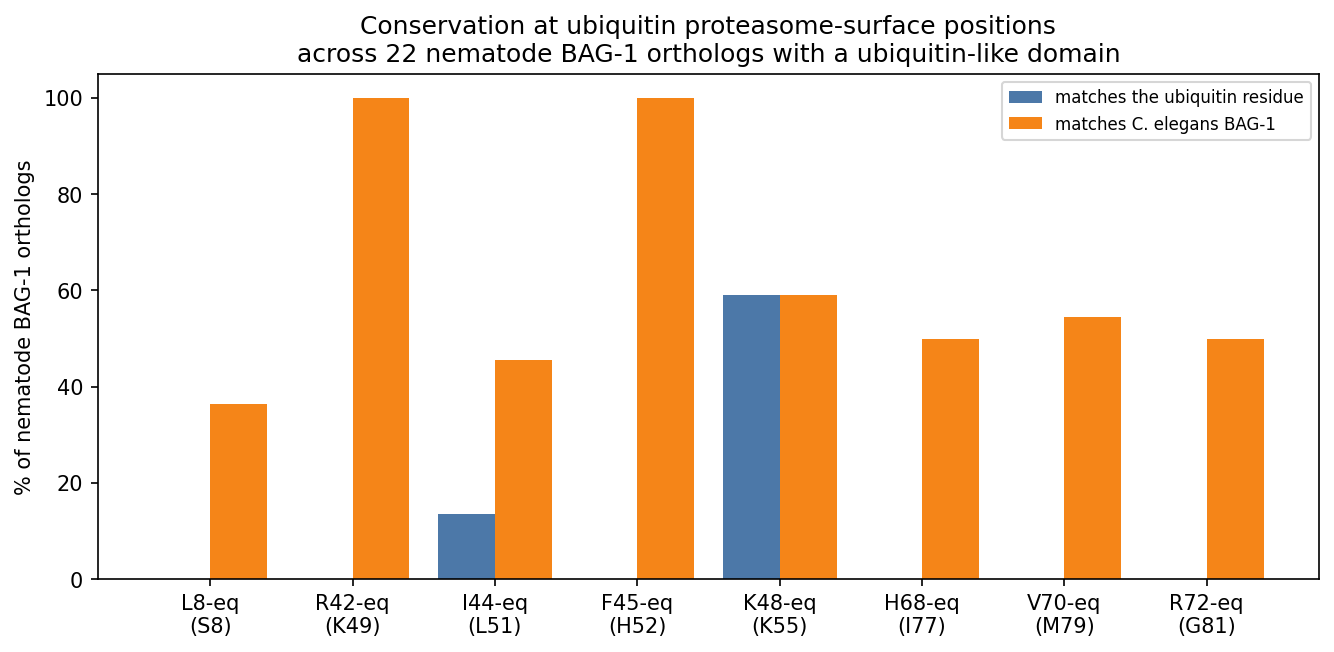 Conservation at ubiquitin proteasome-surface positions
across 22 nematode BAG-1 orthologs with a ubiquitin-like domain
matches the ubiquitin residue
matches C. elegans BAG-1
% of nematode BAG-1 orthologs
100
80
60
40
20
0
L8-eq
(S8)
R42-eq
(K49)
I44-eq
(L51)
F45-eq
(H52)
K48-eq
(K55)
H68-eq
(I77)
V70-eq
(M79)
R72-eq
(G81)